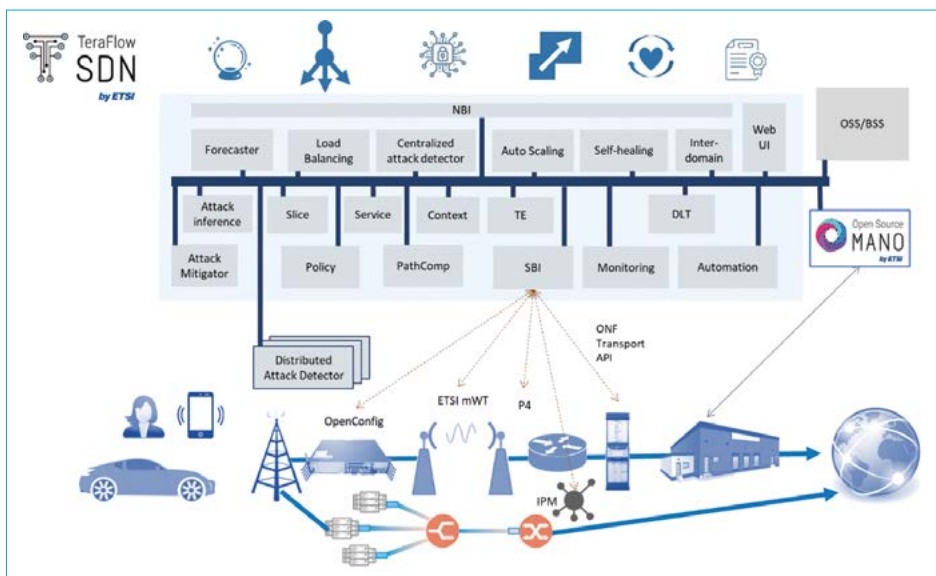 TeraFlow
SDN
by ETSI
NBI
Forecaster
Load
Balancing
Centralized
attack detector
Auto Scaling
Self-healing
Inter-
domain
Web
UI
OSS/BSS
Attack
inference
Slice
Service
Context
TE
DLT
Open Source
MANO
by ETSI
Attack
Mitigator
Policy
PathComp
SBI
Monitoring
Automation
ONF
Transport
API
Distributed
Attack Detector
ETSI mWT
P4
OpenConfig
IPM